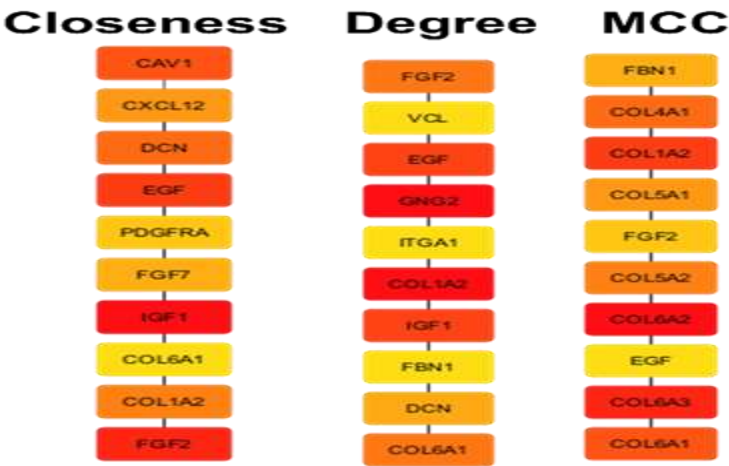 Closeness Degree MCC
CAV1
CXCL12
DCN
EGF
PDGFRA
FGF7
IGF1
COL6A1
COL1A2
FGF2
FGF2
VCL
EGF
GNG2
ITGA1
COL1A2
IGF1
FBN1
DCN
COL6A1
FBN1
COL4A1
COL1A2
COL5A1
FGF2
COL5A2
COL6A2
EGF
COL6A3
COL6A1